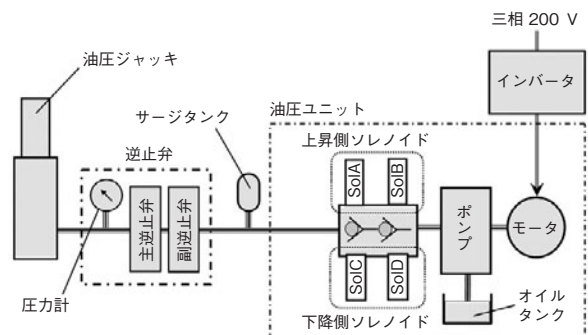 三相 200 V
油圧ジャッキ
インバータ
サージタンク
油圧ユニット
上昇側ソレノイド
逆止弁
SolA
SolB
主逆止弁
副逆止弁
ポンプ
モータ
SolC
SolD
圧力計
下降側ソレノイド
オイル
タンク